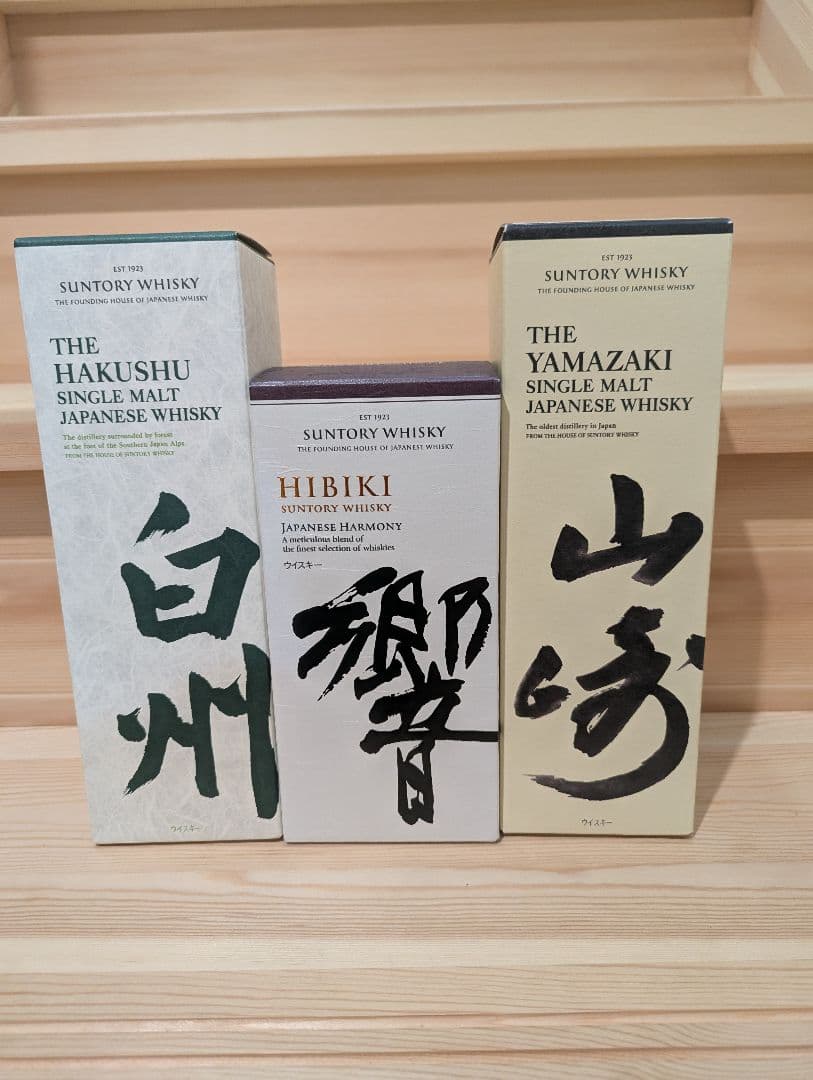 EST 1923
SUNTORY WHISKY
THE FOUNDING HOUSE OF JAPANESE WHISKY
THE
HAKUSHU
SINGLE MALT
JAPANESE WHISKY
The distillery surrounded by forest
at the foot of the Southern Japan Alps
FROM THE HOUSE OF SUNTORY WHISKY
白
州
ウイスキー
EST 1923
SUNTORY WHISKY
THE FOUNDING HOUSE OF JAPANESE WHISKY
HIBIKI
SUNTORY WHISKY
JAPANESE HARMONY
A meticulous blend of
the finest selection of whiskies
ウイスキー
響
EST 1923
SUNTORY WHISKY
THE FOUNDING HOUSE OF JAPANESE WHISKY
THE
YAMAZAKI
SINGLE MALT
JAPANESE WHISKY
The oldest distillery in Japan
FROM THE HOUSE OF SUNTORY WHISKY
山
崎
ウイスキー